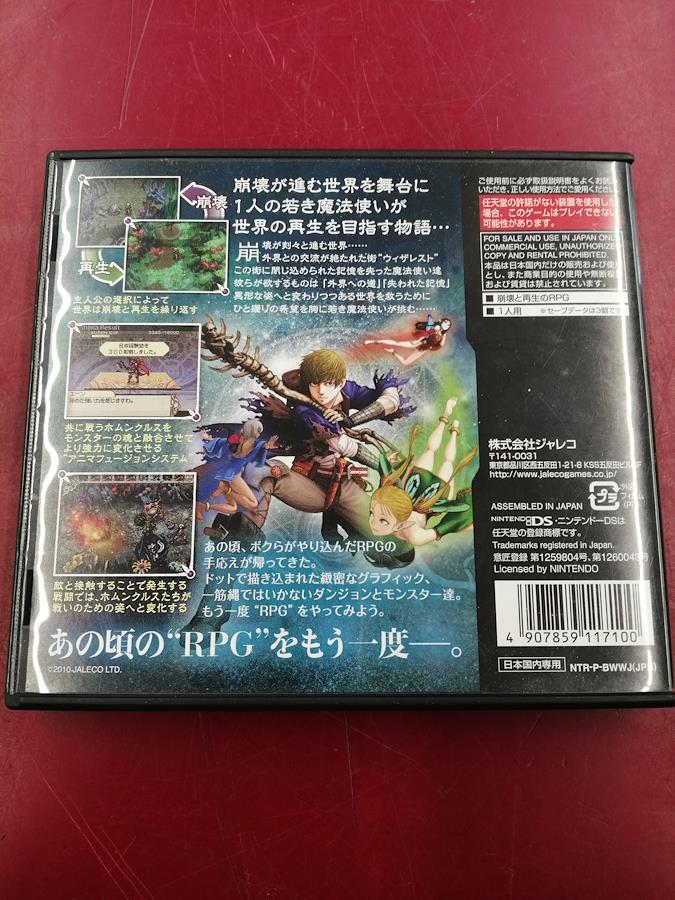 崩壊が進む世界を舞台に
1人の若き魔法使いが
世界の再生を目指す物語…
崩壊が刻々と進む世界……
外界との交流が絶たれた街“ウィザレスト”
この街に閉じ込められた記憶を失った魔法使い達
彼らが欲するものは「外界への道」「失われた記憶」
異形な姿へと変わりつつある世界を救うために
ひと握りの希望を胸に若き魔法使いが挑む……
崩壊
再生
主人公の選択によって
世界は崩壊と再生を繰り返す
300
共に戦うホムンクルスを
モンスターの魂と融合させて
より強力に変化させる
“アニマフュージョンシステム”
敵と接触することで発生する
戦闘では、ホムンクルスたちが
戦いのための姿へと変化する
あの頃、ボクらがやり込んだRPGの
手応えが帰ってきた。
ドットで描き込まれた緻密なグラフィック、
一筋縄ではいかないダンジョンとモンスター達。
もう一度 “RPG” をやってみよう。
あの頃の“RPG”をもう一度──。
©2010 JALECO LTD.
ご使用前に必ず取扱説明書をよくお読み
いただき、正しい使用方法でご愛用ください
任天堂の許諾がない装置を使用した
場合、このゲームはプレイできない
可能性があります。
FOR SALE AND USE IN JAPAN ONLY
COMMERCIAL USE, UNAUTHORIZED
COPY AND RENTAL PROHIBITED.
本品は日本国内だけの販売および使用と
し、また商業目的の使用や無断複
および賃貸は禁止されています。
■崩壊と再生のRPG
■1人用 ※セーブデータは3個です
株式会社ジャレコ
〒141-0031
東京都品川区西五反田1-21-8 KSS五反田ビル
http://www.jalecogames.co.jp/
プラ
ASSEMBLED IN JAPAN
NINTENDO DS・ニンテンドーDSは
任天堂の登録商標です。
Trademarks registered in Japan.
意匠登録 第1259804号、第1260043号
Licensed by NINTENDO
4 907859 117100
日本国内専用
NTR-P-BWWJ(JPN)